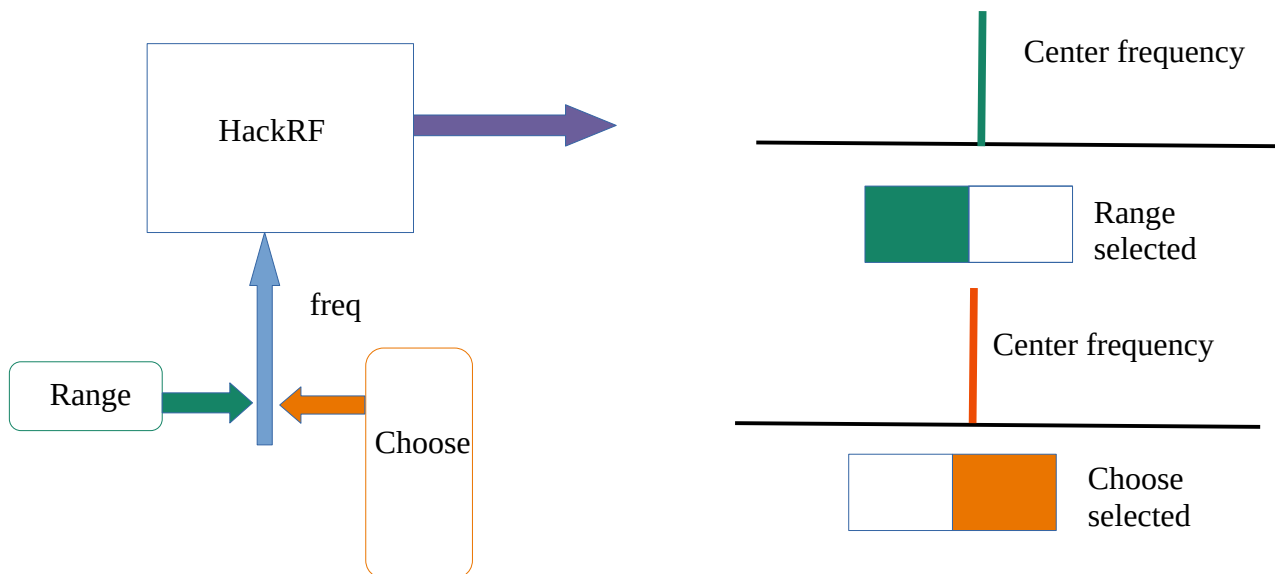 HackRF
freq
Range
Choose
Center frequency
Range
selected
Center frequency
Choose
selected